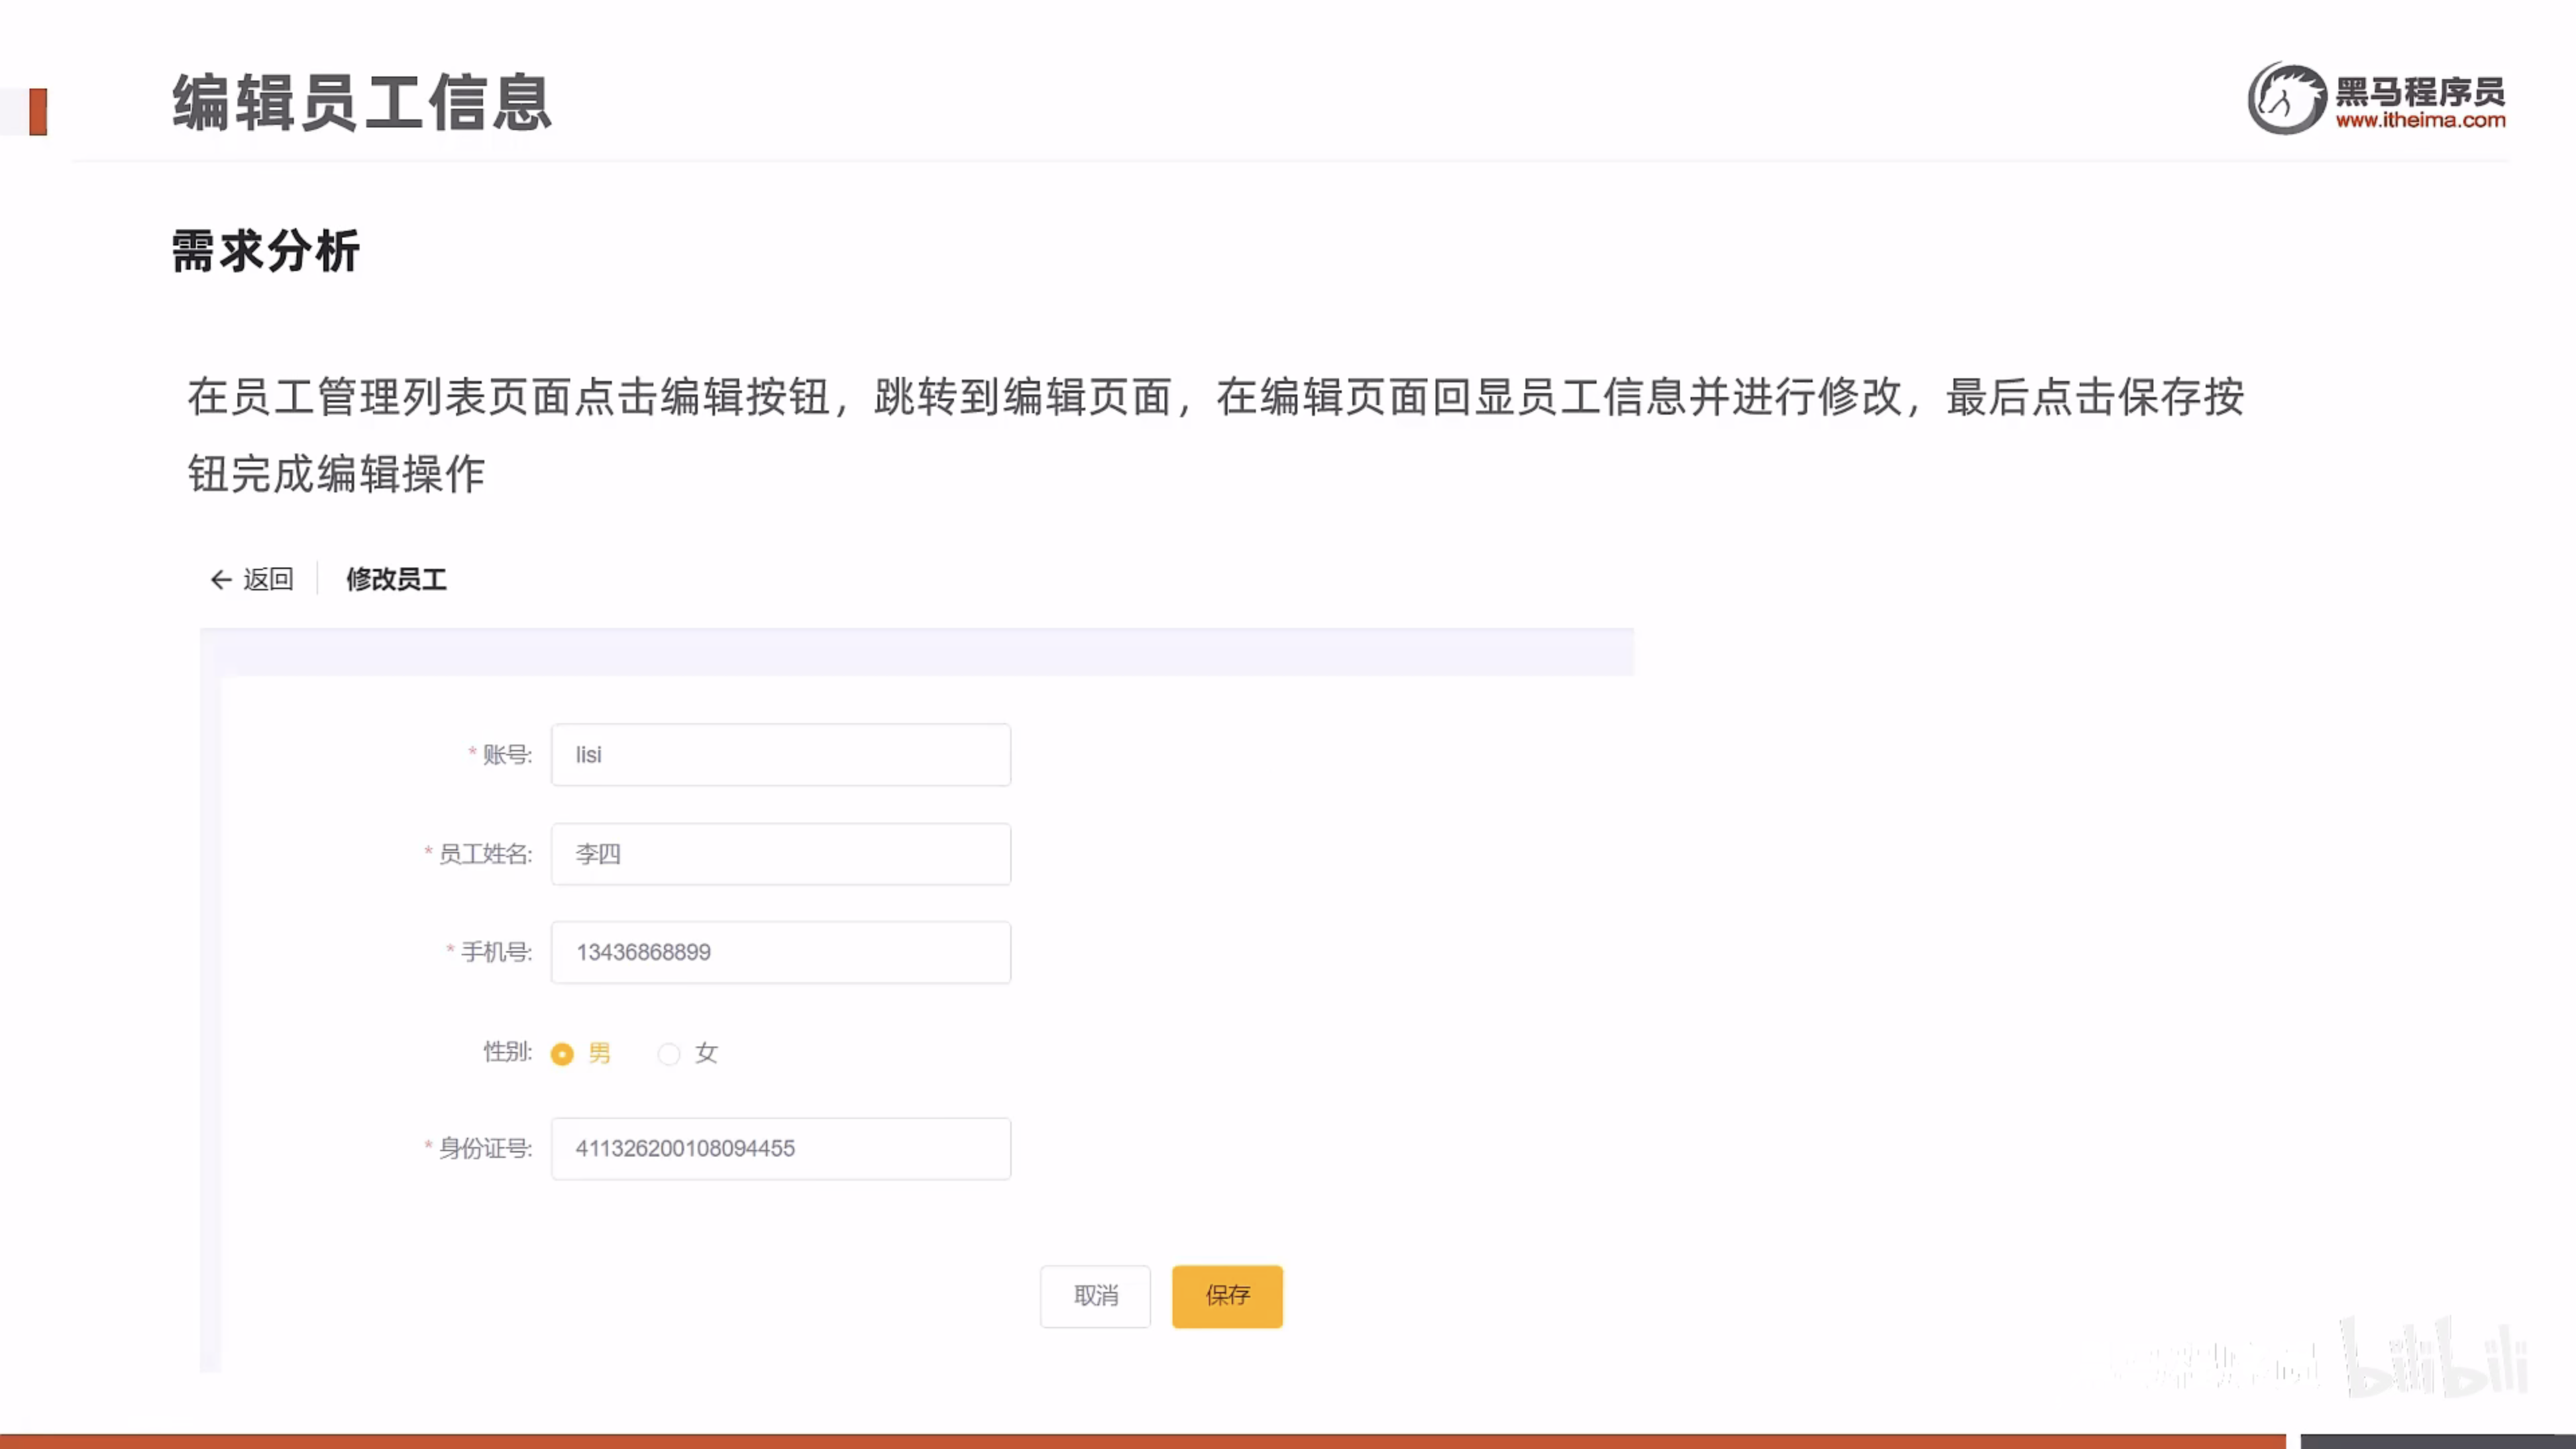 编辑员工信息
黑马程序员
www.itheima.com
需求分析
在员工管理列表页面点击编辑按钮，跳转到编辑页面，在编辑页面回显员工信息并进行修改，最后点击保存按
钮完成编辑操作
← 返回 修改员工
* 账号: lisi
* 员工姓名: 李四
* 手机号: 13436868899
性别: 男 女
* 身份证号: 411326200108094455
取消 保存
bilibili